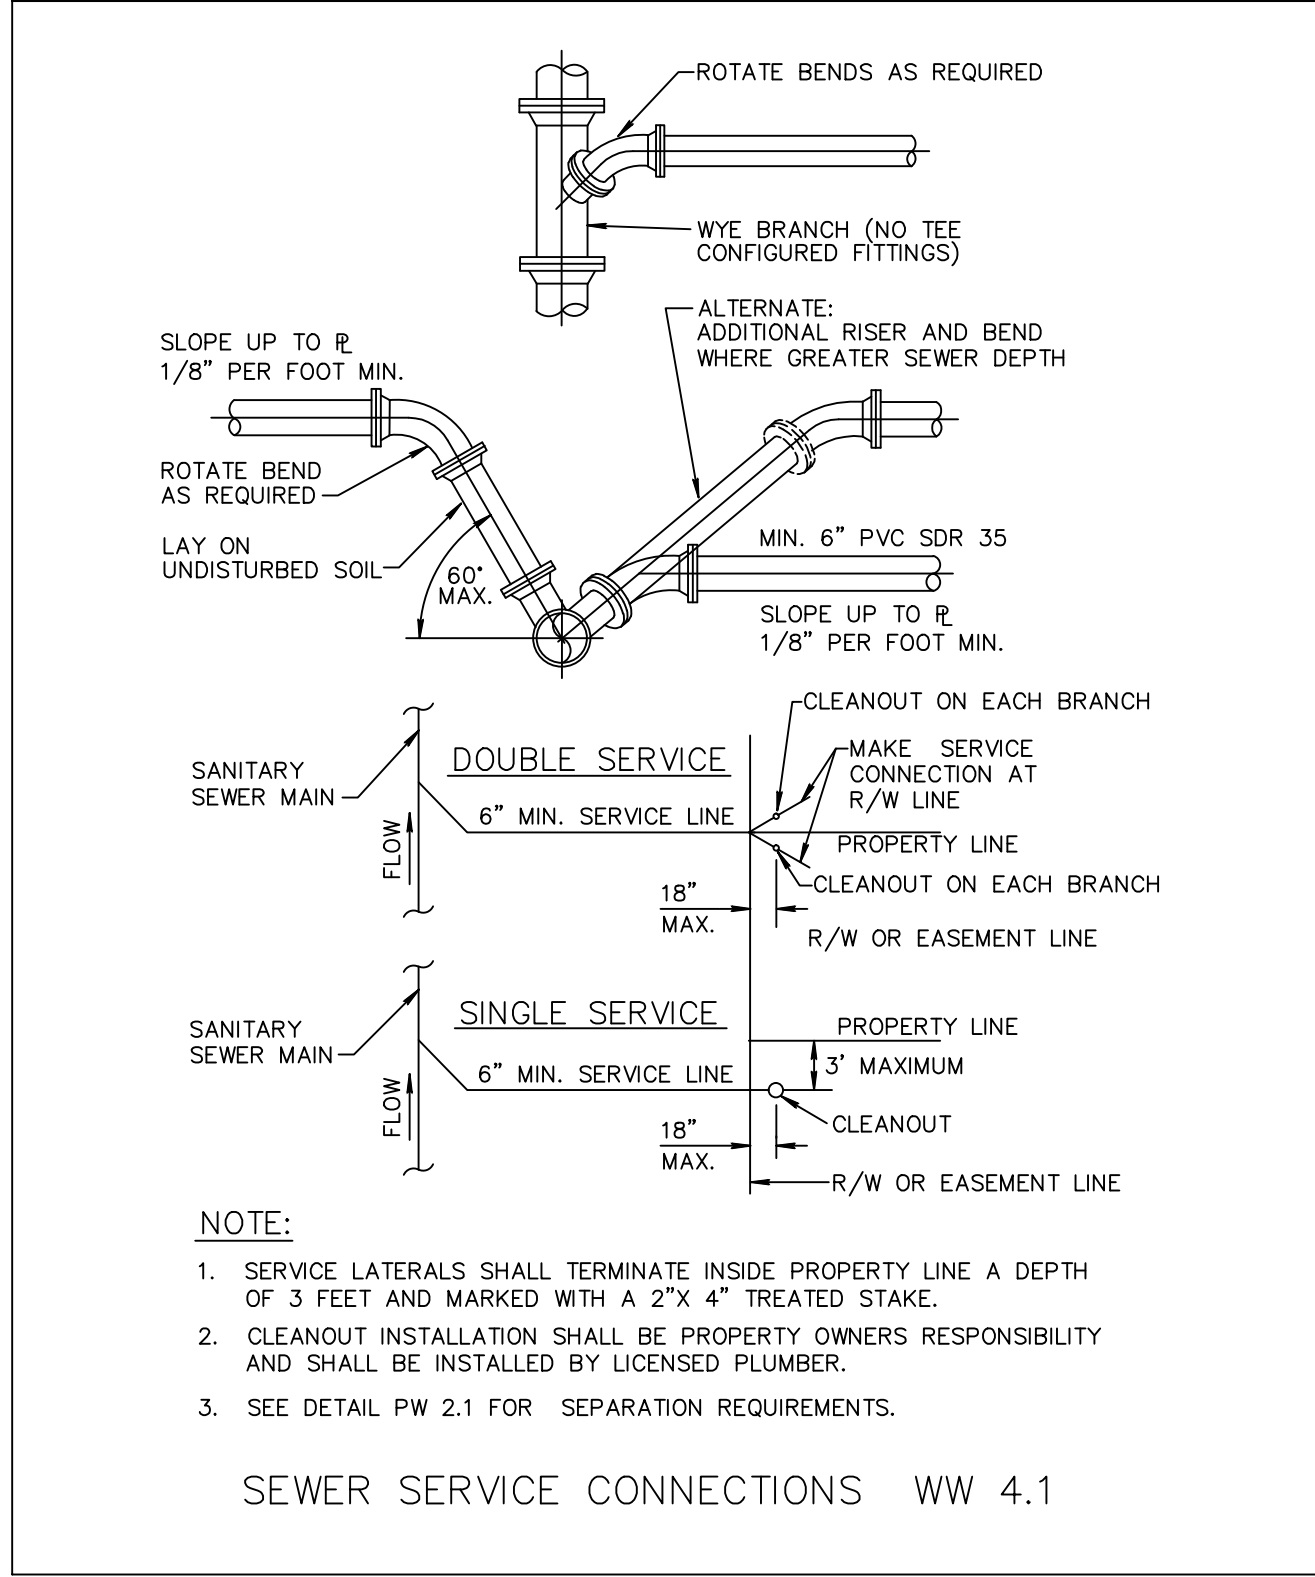 ROTATE BENDS AS REQUIRED
WYE BRANCH (NO TEE
CONFIGURED FITTINGS)
ALTERNATE:
ADDITIONAL RISER AND BEND
WHERE GREATER SEWER DEPTH
SLOPE UP TO ℄
1/8" PER FOOT MIN.
ROTATE BEND
AS REQUIRED
LAY ON
UNDISTURBED SOIL
60°
MAX.
MIN. 6" PVC SDR 35
SLOPE UP TO ℄
1/8" PER FOOT MIN.
CLEANOUT ON EACH BRANCH
DOUBLE SERVICE
MAKE SERVICE
CONNECTION AT
R/W LINE
SANITARY
SEWER MAIN
6" MIN. SERVICE LINE
FLOW
PROPERTY LINE
CLEANOUT ON EACH BRANCH
18"
MAX.
R/W OR EASEMENT LINE
SINGLE SERVICE
SANITARY
SEWER MAIN
PROPERTY LINE
3' MAXIMUM
6" MIN. SERVICE LINE
FLOW
CLEANOUT
18"
MAX.
R/W OR EASEMENT LINE
NOTE:
1. SERVICE LATERALS SHALL TERMINATE INSIDE PROPERTY LINE A DEPTH
OF 3 FEET AND MARKED WITH A 2"X 4" TREATED STAKE.
2. CLEANOUT INSTALLATION SHALL BE PROPERTY OWNERS RESPONSIBILITY
AND SHALL BE INSTALLED BY LICENSED PLUMBER.
3. SEE DETAIL PW 2.1 FOR SEPARATION REQUIREMENTS.
SEWER SERVICE CONNECTIONS WW 4.1